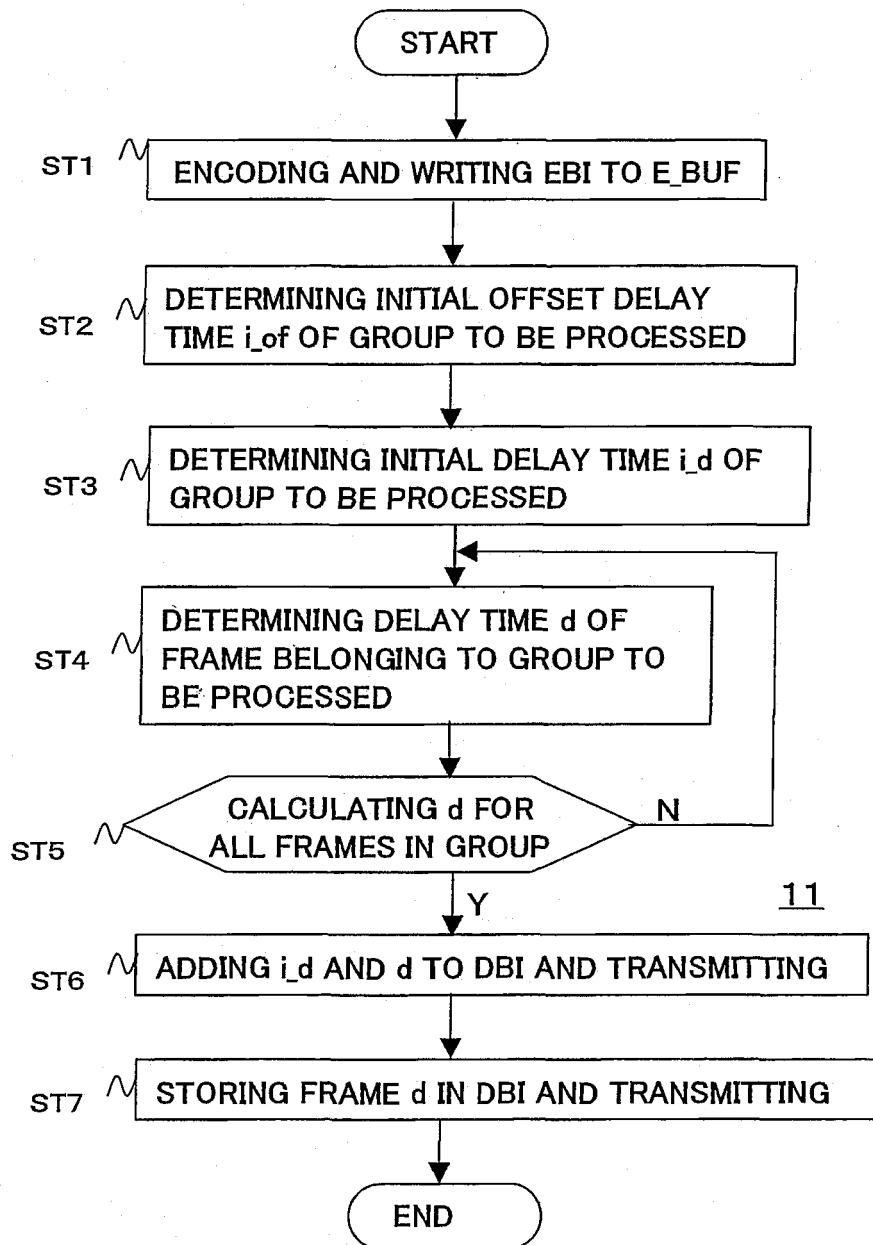 START
ST1
ENCODING AND WRITING EBI TO E_BUF
ST2
DETERMINING INITIAL OFFSET DELAY
TIME i_of OF GROUP TO BE PROCESSED
ST3
DETERMINING INITIAL DELAY TIME i_d OF
GROUP TO BE PROCESSED
ST4
DETERMINING DELAY TIME d OF
FRAME BELONGING TO GROUP TO
BE PROCESSED
ST5
CALCULATING d FOR
ALL FRAMES IN GROUP
N
Y
11
ST6
ADDING i_d AND d TO DBI AND TRANSMITTING
ST7
STORING FRAME d IN DBI AND TRANSMITTING
END